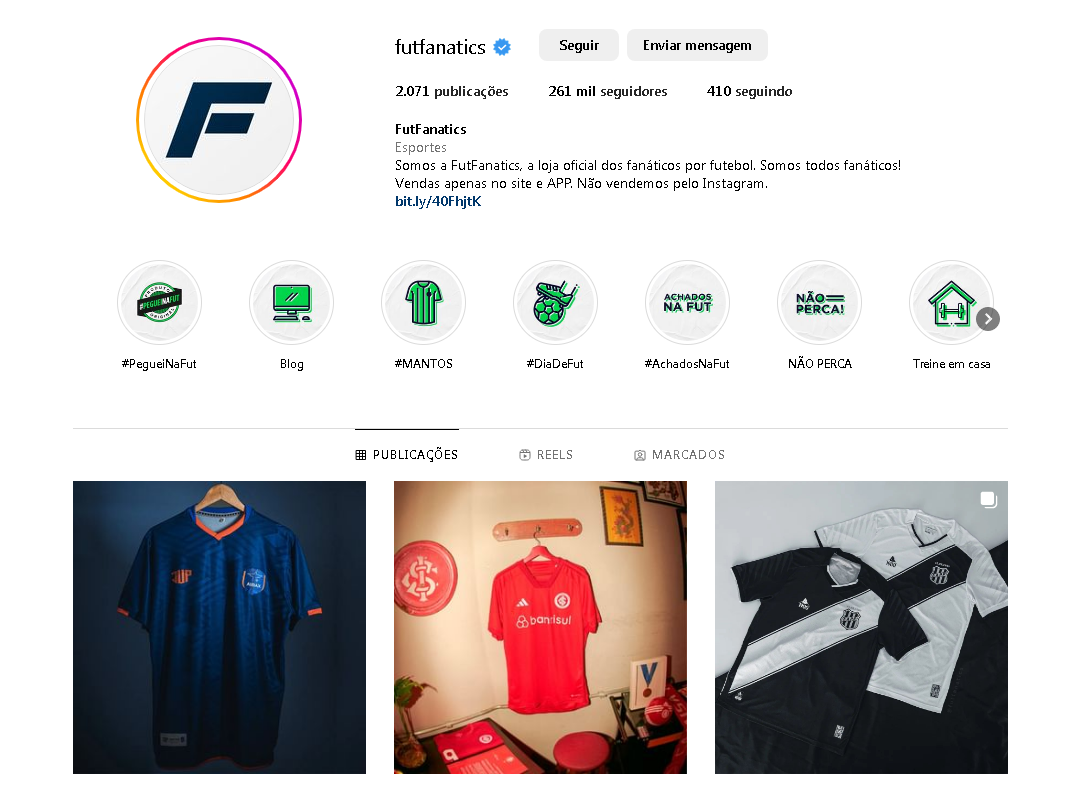 futfanatics
Seguir
Enviar mensagem
2.071 publicações
261 mil seguidores
410 seguindo
FutFanatics
Esportes
Somos a FutFanatics, a loja oficial dos fanáticos por futebol. Somos todos fanáticos!
Vendas apenas no site e APP. Não vendemos pelo Instagram.
bit.ly/40FhjtK
PRODUTO
#PEGUEINAFUT
ORIGINAL
ACHADOS
NA FUT
NÃO
PERCA!
#PegueiNaFut
Blog
#MANTOS
#DiaDeFut
#AchadosNaFut
NÃO PERCA
Treine em casa
PUBLICAÇÕES
REELS
MARCADOS
banrisul